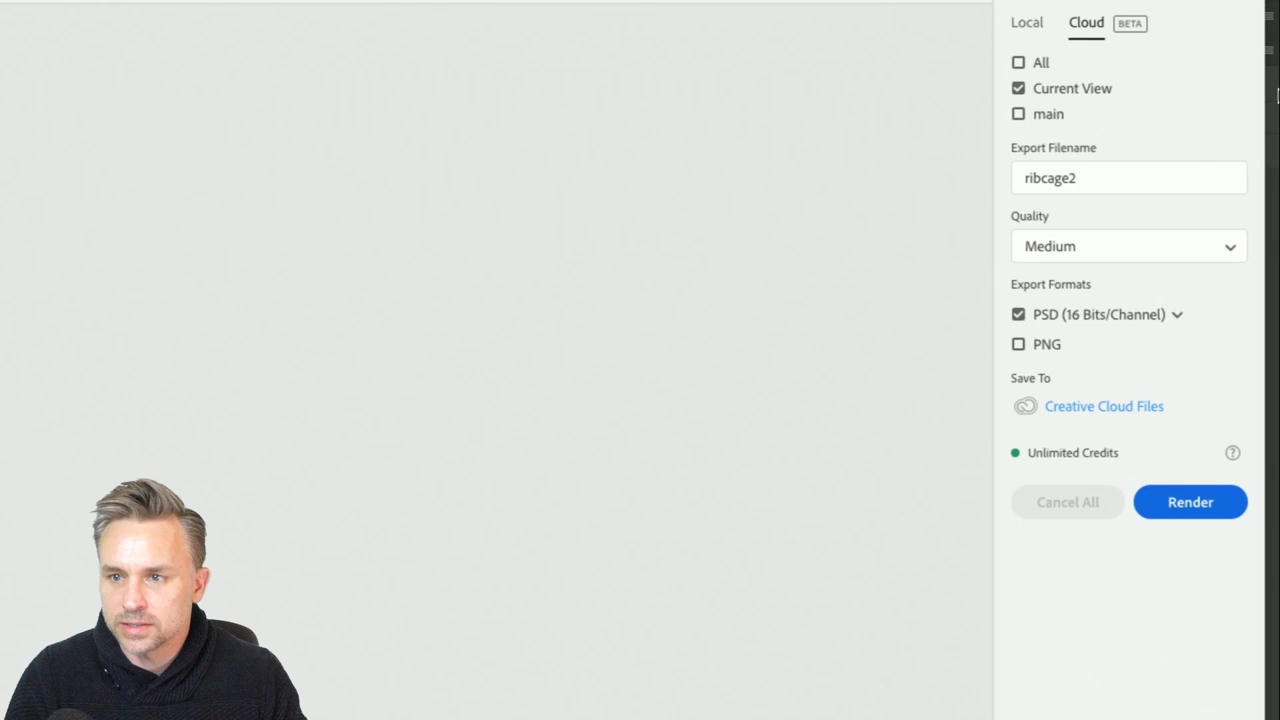 Local Cloud BETA
All
Current View
main
Export Filename
ribcage2
Quality
Medium
Export Formats
PSD (16 Bits/Channel)
PNG
Save To
Creative Cloud Files
Unlimited Credits ?
Cancel All Render